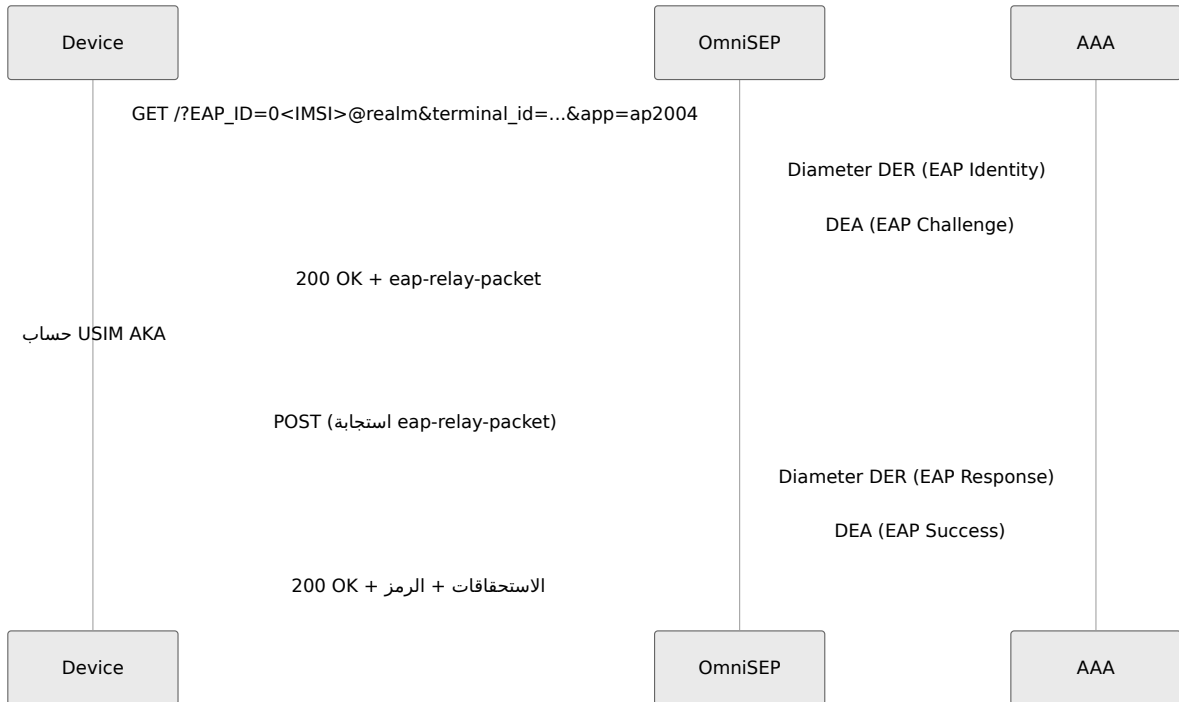 Device OmniSEP AAA
GET /?EAP_ID=0<IMSI>@realm&terminal_id=...&app=ap2004
Diameter DER (EAP Identity)
DEA (EAP Challenge)
200 OK + eap-relay-packet
حساب USIM AKA
POST (استجابة eap-relay-packet)
Diameter DER (EAP Response)
DEA (EAP Success)
200 OK + الاستحقاقات + الرمز
Device OmniSEP AAA